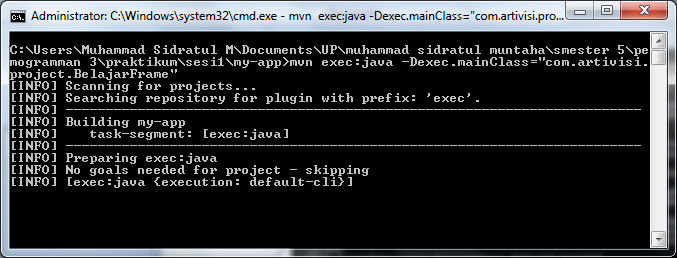 Administrator: C:\Windows\system32\cmd.exe - mvn  exec:java -Dexec.mainClass="com.artivisi.pro...
C:\Users\Muhammad Sidratul M\Documents\UP\muhammad sidratul muntaha\smester 5\pe
mogramman 3\praktikum\sesi1\my-app>mvn exec:java -Dexec.mainClass="com.artivisi.
project.BelajarFrame"
[INFO] Scanning for projects...
[INFO] Searching repository for plugin with prefix: 'exec'.
[INFO] ------------------------------------------------------------------------
[INFO] Building my-app
[INFO]    task-segment: [exec:java]
[INFO] ------------------------------------------------------------------------
[INFO] Preparing exec:java
[INFO] No goals needed for project - skipping
[INFO] [exec:java {execution: default-cli}]